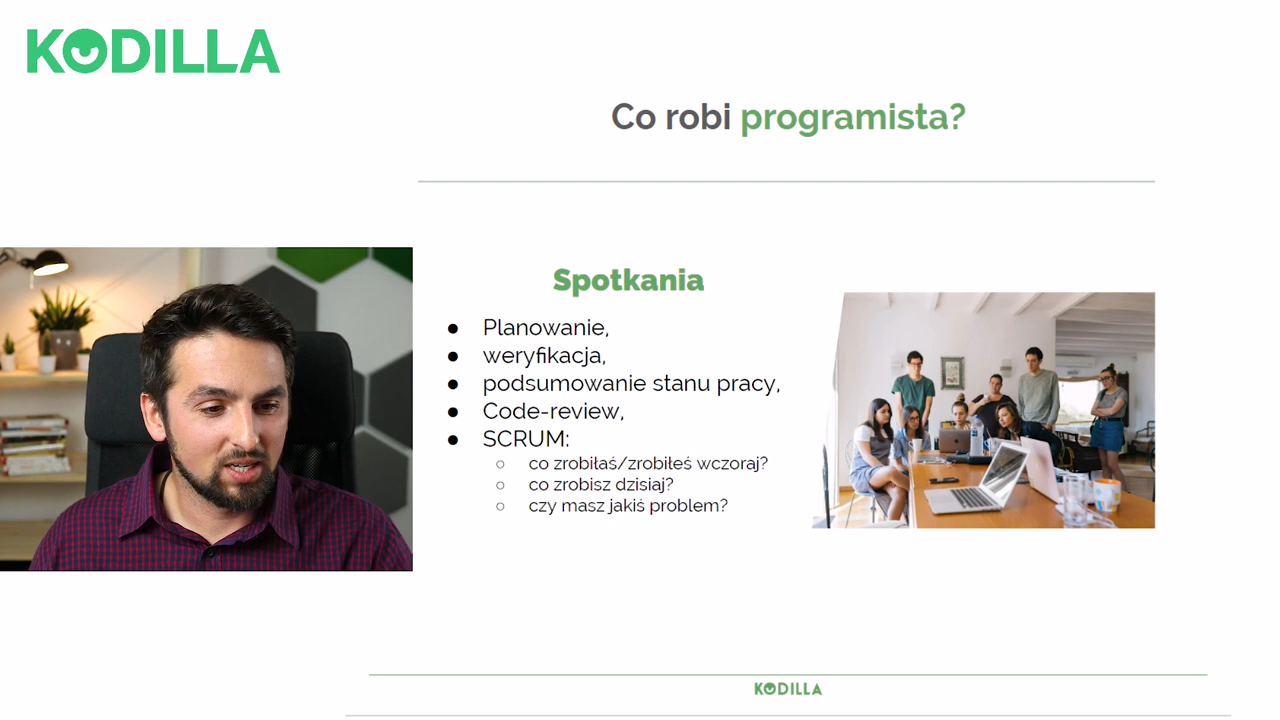 KODILLA
Co robi programista?
Spotkania
● Planowanie,
● weryfikacja,
● podsumowanie stanu pracy,
● Code-review,
● SCRUM:
○ co zrobiłaś/zrobiłeś wczoraj?
○ co zrobisz dzisiaj?
○ czy masz jakiś problem?
KODILLA